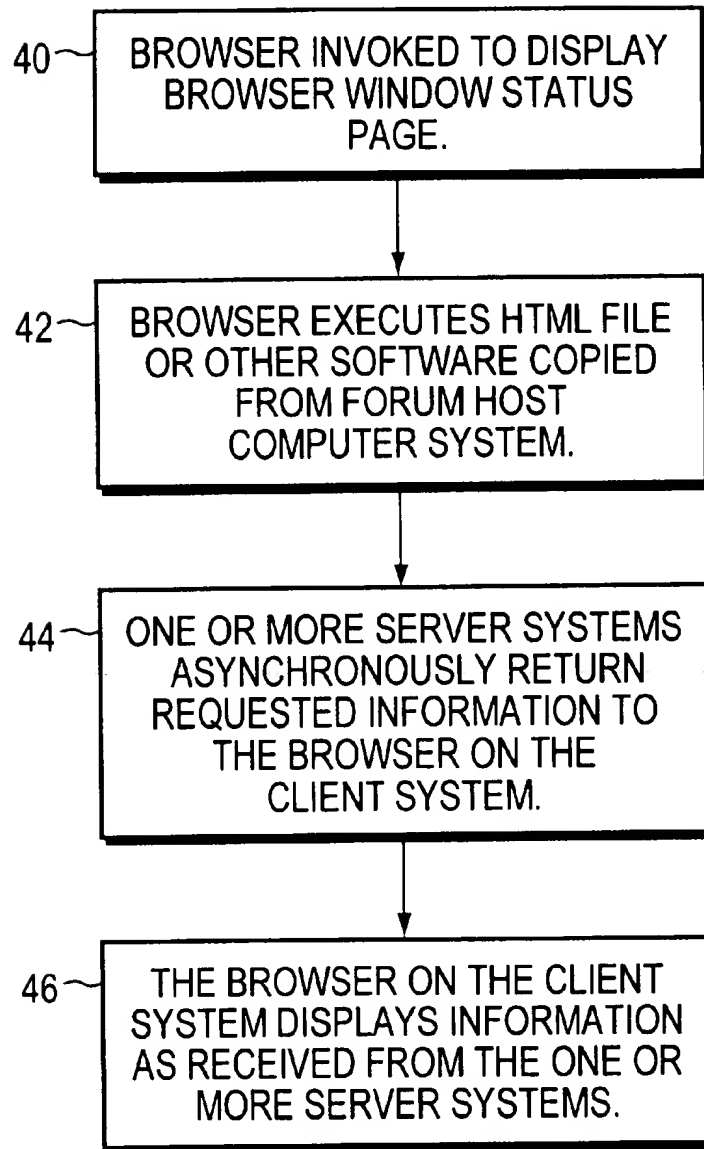 40 BROWSER INVOKED TO DISPLAY
BROWSER WINDOW STATUS
PAGE.
42 BROWSER EXECUTES HTML FILE
OR OTHER SOFTWARE COPIED
FROM FORUM HOST
COMPUTER SYSTEM.
44 ONE OR MORE SERVER SYSTEMS
ASYNCHRONOUSLY RETURN
REQUESTED INFORMATION TO
THE BROWSER ON THE
CLIENT SYSTEM.
46 THE BROWSER ON THE CLIENT
SYSTEM DISPLAYS INFORMATION
AS RECEIVED FROM THE ONE OR
MORE SERVER SYSTEMS.